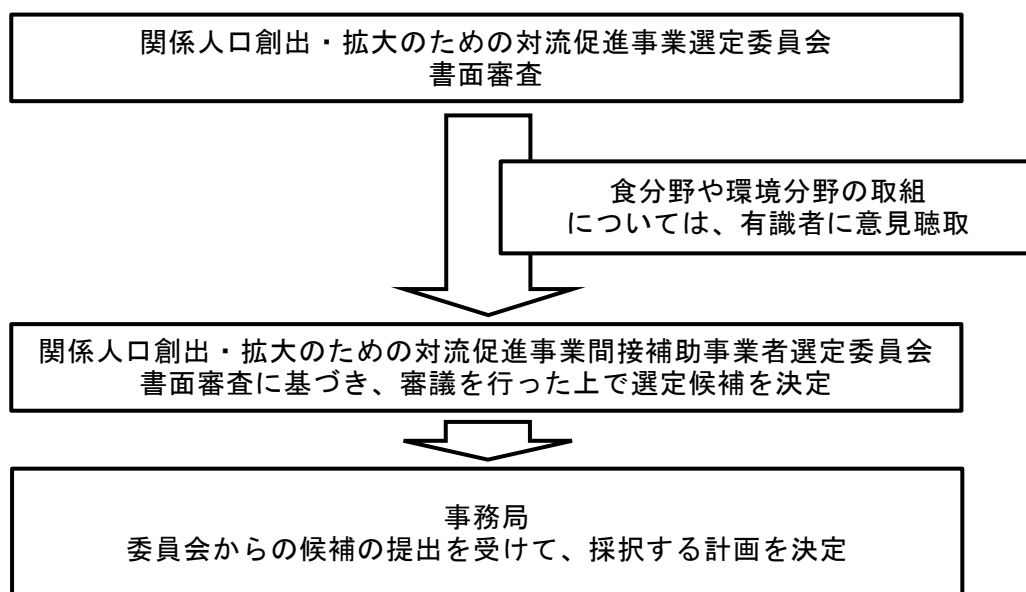 関係人口創出・拡大のための対流促進事業選定委員会
書面審査
食分野や環境分野の取組
については、有識者に意見聴取
関係人口創出・拡大のための対流促進事業間接補助事業者選定委員会
書面審査に基づき、審議を行った上で選定候補を決定
事務局
委員会からの候補の提出を受けて、採択する計画を決定